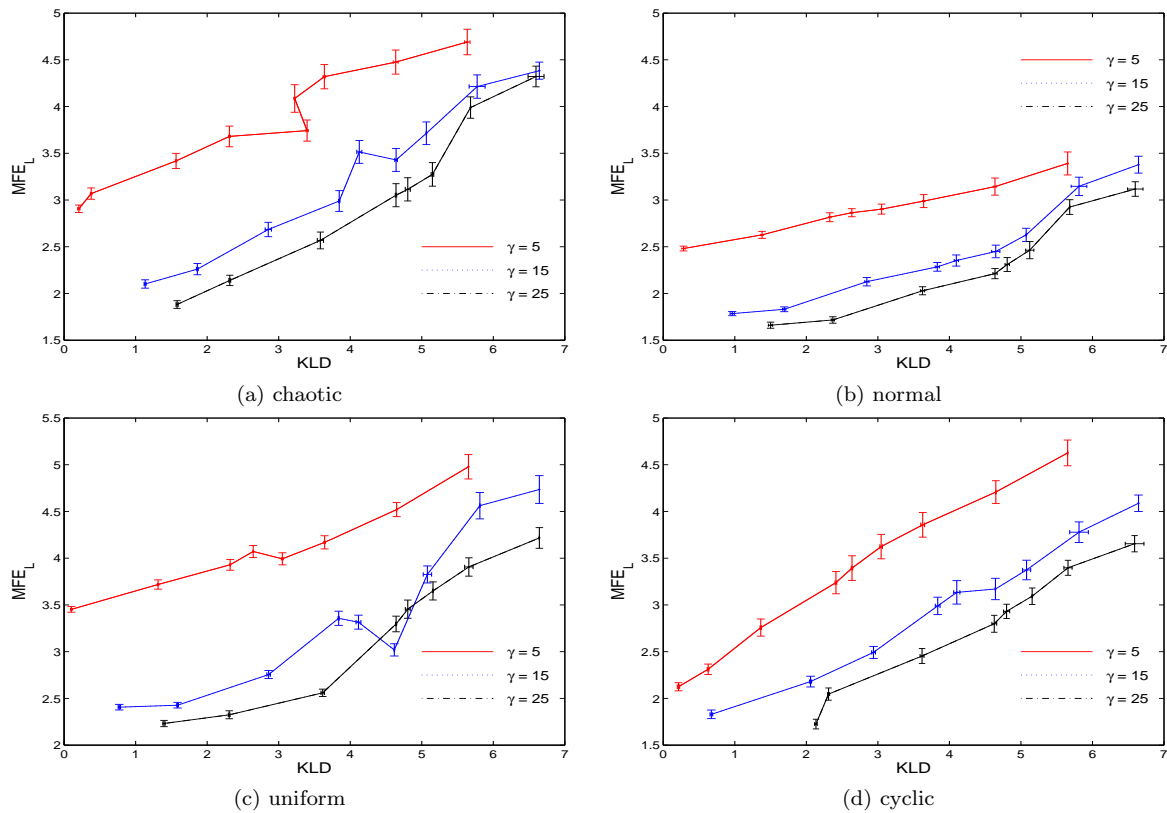 5
4.5
4
3.5
3
2.5
2
1.5
MFE_L
0 1 2 3 4 5 6 7
KLD
γ = 5
γ = 15
γ = 25
(a) chaotic
5
4.5
4
3.5
3
2.5
2
1.5
MFE_L
0 1 2 3 4 5 6 7
KLD
γ = 5
γ = 15
γ = 25
(b) normal
5.5
5
4.5
4
3.5
3
2.5
2
MFE_L
0 1 2 3 4 5 6 7
KLD
γ = 5
γ = 15
γ = 25
(c) uniform
5
4.5
4
3.5
3
2.5
2
1.5
MFE_L
0 1 2 3 4 5 6 7
KLD
γ = 5
γ = 15
γ = 25
(d) cyclic